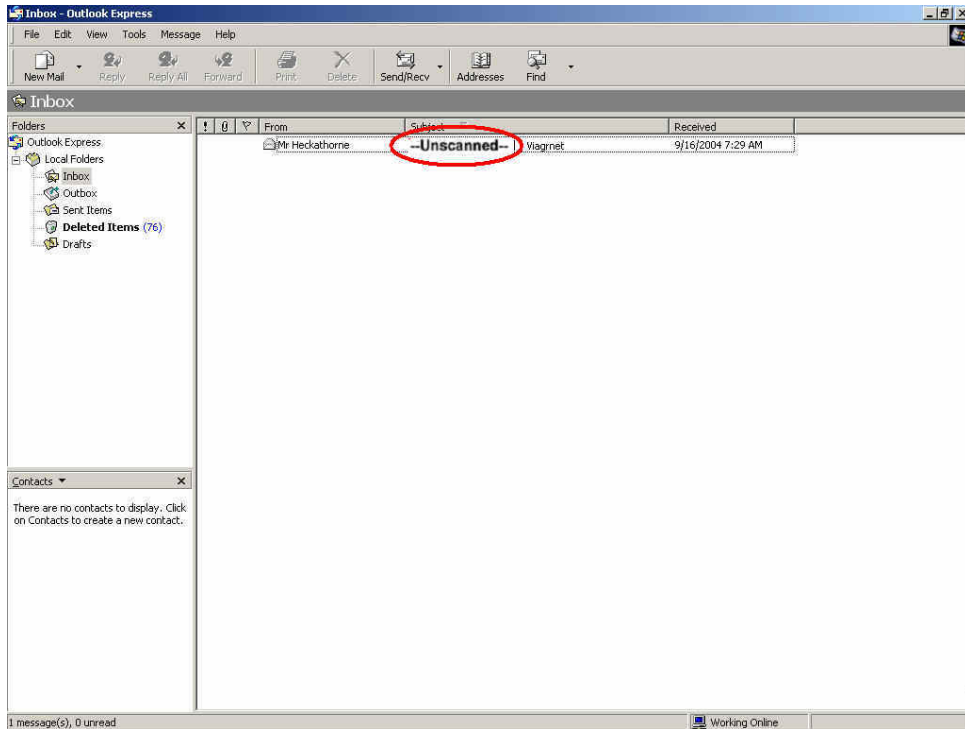 Inbox - Outlook Express
File Edit View Tools Message Help
New Mail Reply Reply All Forward Print Delete Send/Recv Addresses Find
Inbox
Folders
! From Subject Received
Outlook Express
Mr Heckathorne --Unscanned-- Viagrnet 9/16/2004 7:29 AM
Local Folders
Inbox
Outbox
Sent Items
Deleted Items (76)
Drafts
Contacts
There are no contacts to display. Click
on Contacts to create a new contact.
1 message(s), 0 unread
Working Online